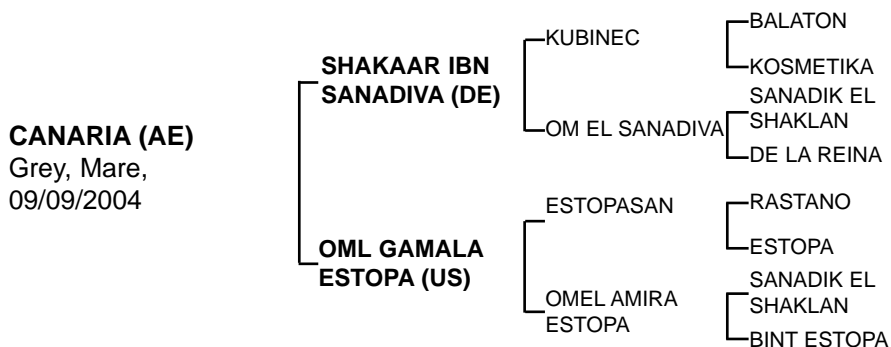 CANARIA (AE)
Grey, Mare,
09/09/2004
SHAKAAR IBN
SANADIVA (DE)
OML GAMALA
ESTOPA (US)
KUBINEC
OM EL SANADIVA
ESTOPASAN
OMEL AMIRA
ESTOPA
BALATON
KOSMETIKA
SANADIK EL
SHAKLAN
DE LA REINA
RASTANO
ESTOPA
SANADIK EL
SHAKLAN
BINT ESTOPA